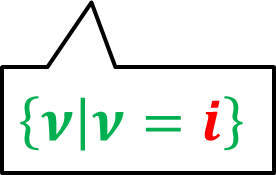 {ν|ν = i}